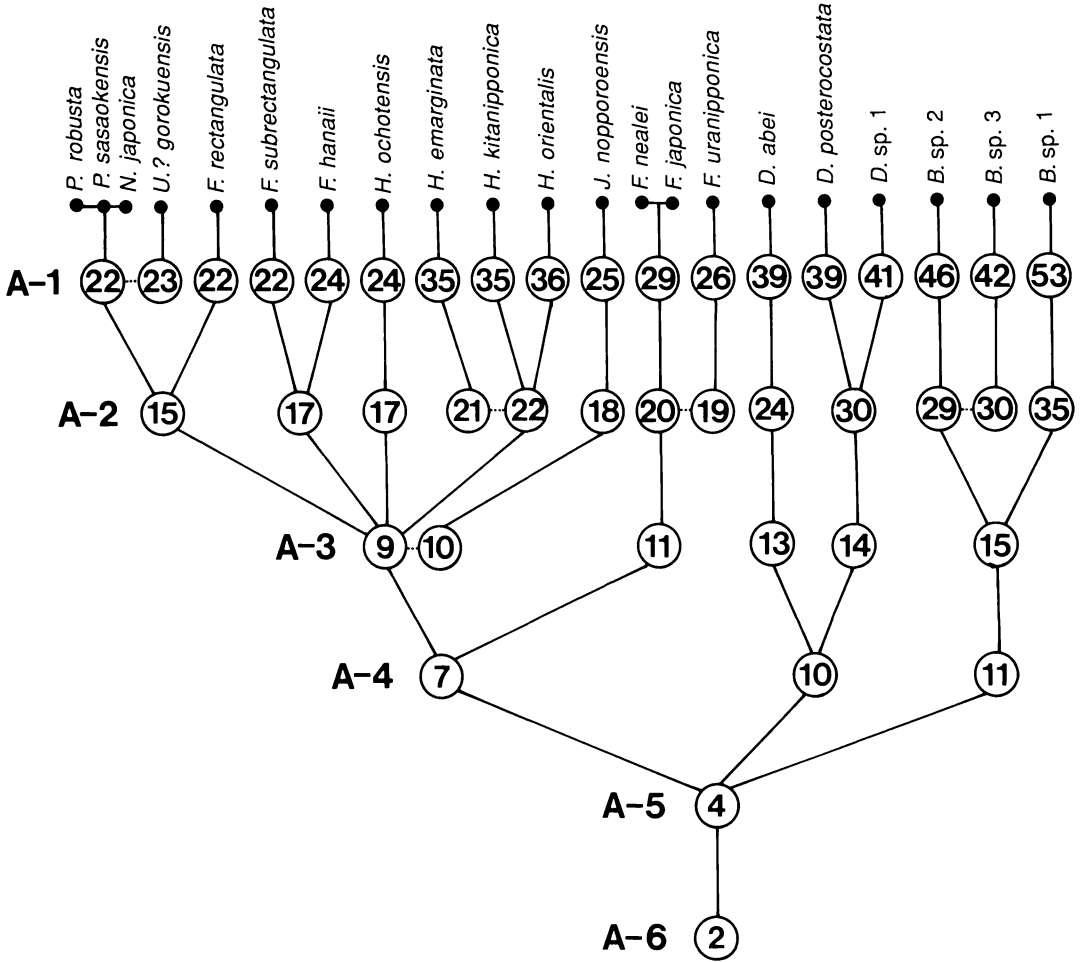 P. robusta
P. sasaokensis
N. japonica
U.? gorokuensis
F. rectangulata
F. subrectangulata
F. hanaii
H. ochotensis
H. emarginata
H. kitanipponica
H. orientalis
J. nopporoensis
F. nealei
F. japonica
F. uranipponica
D. abei
D. posterocostata
D. sp. 1
B. sp. 2
B. sp. 3
B. sp. 1
A-1 22 23 22 22 24 24 35 35 36 25 29 26 39 39 41 46 42 53
A-2 15 17 17 21 22 18 20 19 24 30 29 30 35
A-3 9 10 11 13 14 15
A-4 7 10 11
A-5 4
A-6 2